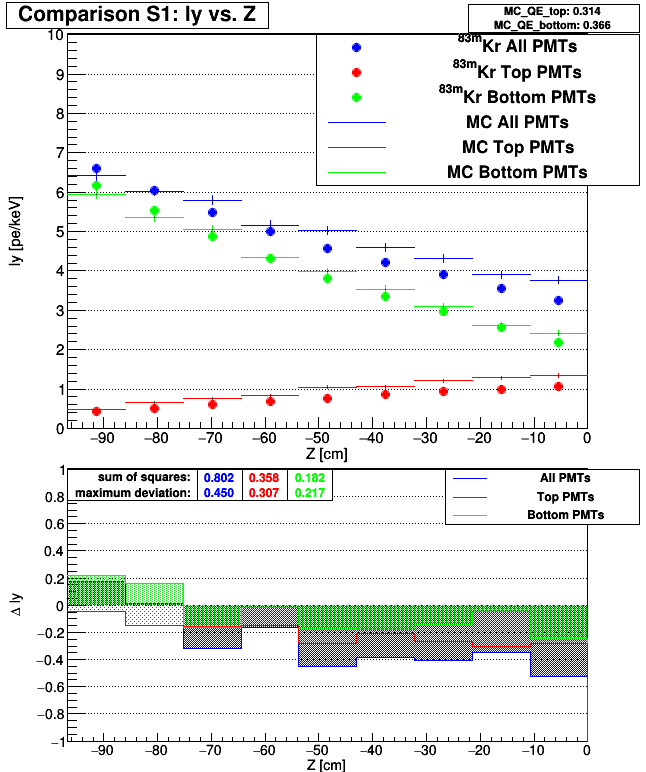 Comparison S1: ly vs. Z
MC_QE_top: 0.314
MC_QE_bottom: 0.366
83mKr All PMTs
83mKr Top PMTs
83mKr Bottom PMTs
MC All PMTs
MC Top PMTs
MC Bottom PMTs
ly [pe/keV]
10
9
8
7
6
5
4
3
2
1
0
−90 −80 −70 −60 −50 −40 −30 −20 −10 0
Z [cm]
sum of squares: 0.802 0.358 0.182
maximum deviation: 0.450 0.307 0.217
All PMTs
Top PMTs
Bottom PMTs
Δ ly
1
0.8
0.6
0.4
0.2
0
−0.2
−0.4
−0.6
−0.8
−1
−90 −80 −70 −60 −50 −40 −30 −20 −10 0
Z [cm]